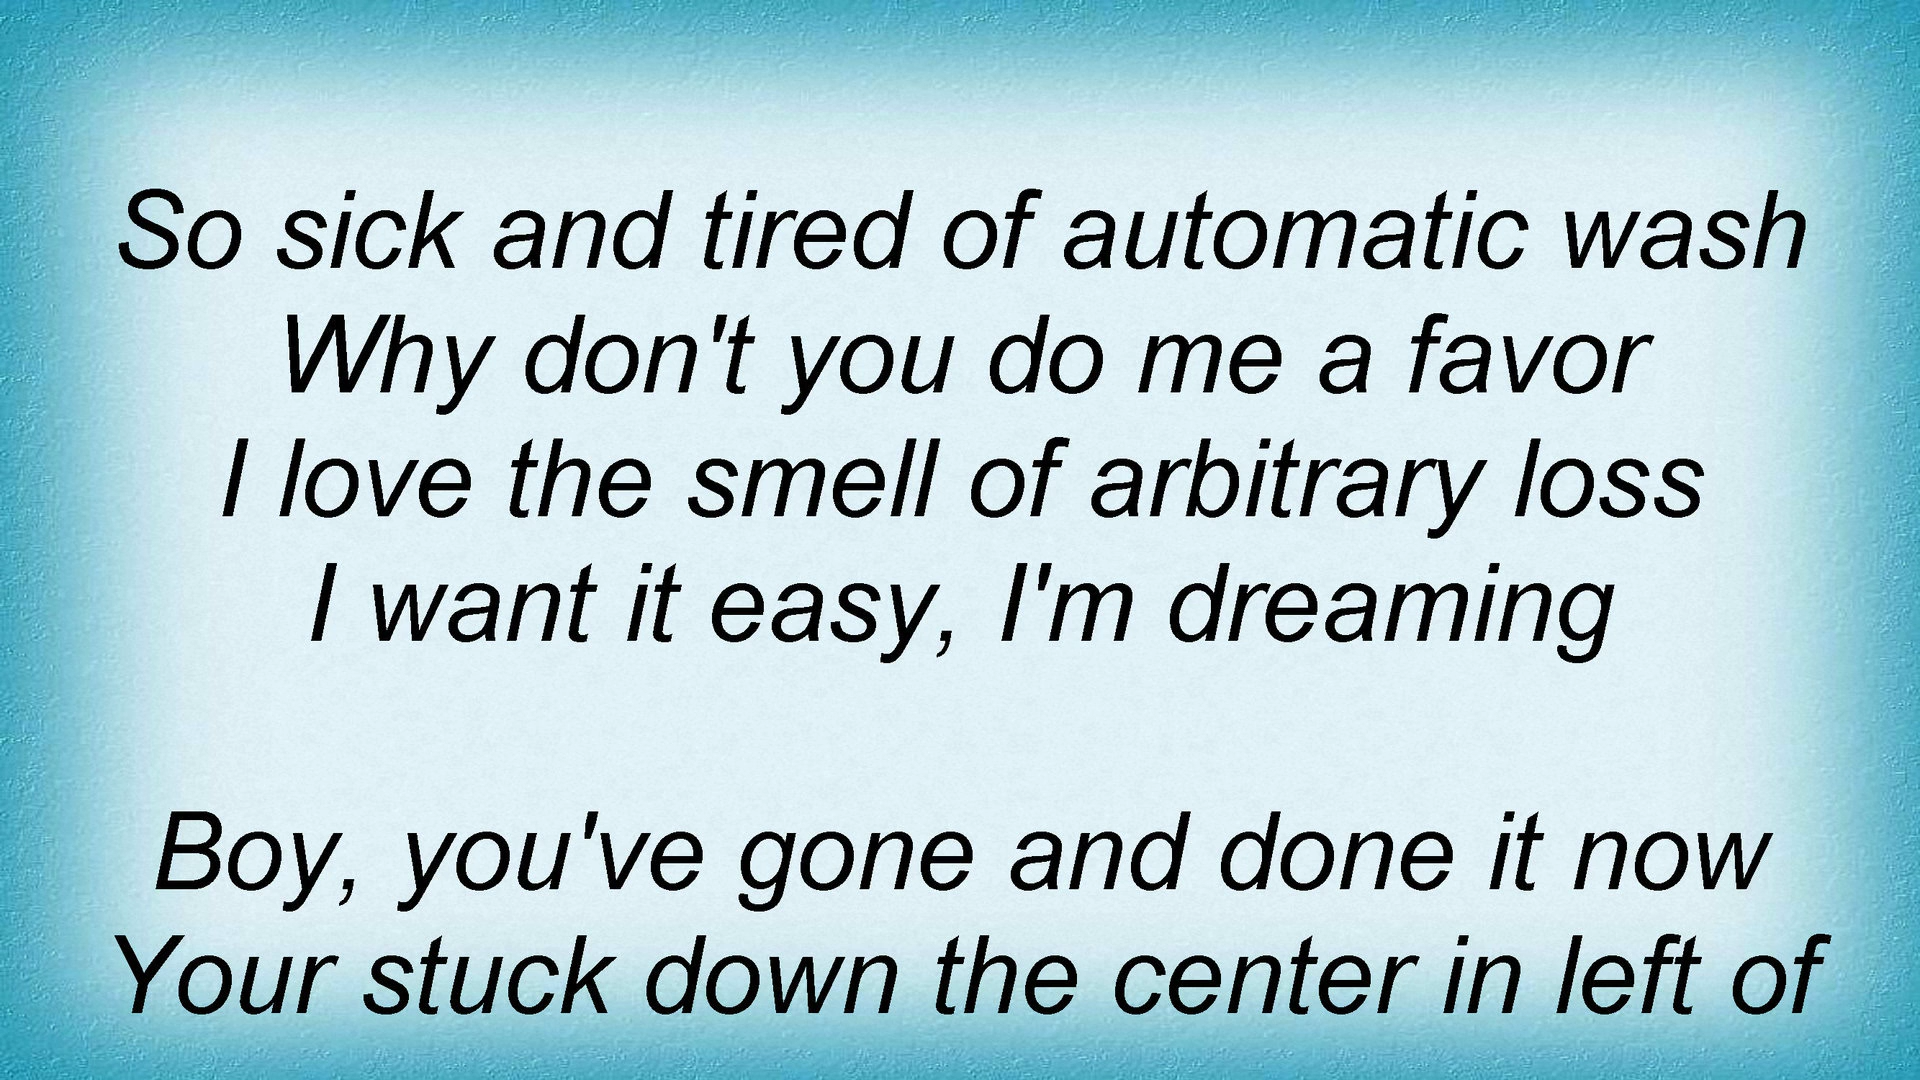 So sick and tired of automatic wash
Why don't you do me a favor
I love the smell of arbitrary loss
I want it easy, I'm dreaming
Boy, you've gone and done it now
Your stuck down the center in left of